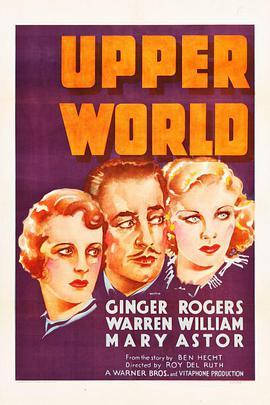 UPPER
WORLD
GINGER ROGERS
WARREN WILLIAM
MARY ASTOR
From the story by BEN HECHT
Directed by ROY DEL RUTH
A WARNER BROS. and VITAPHONE PRODUCTION